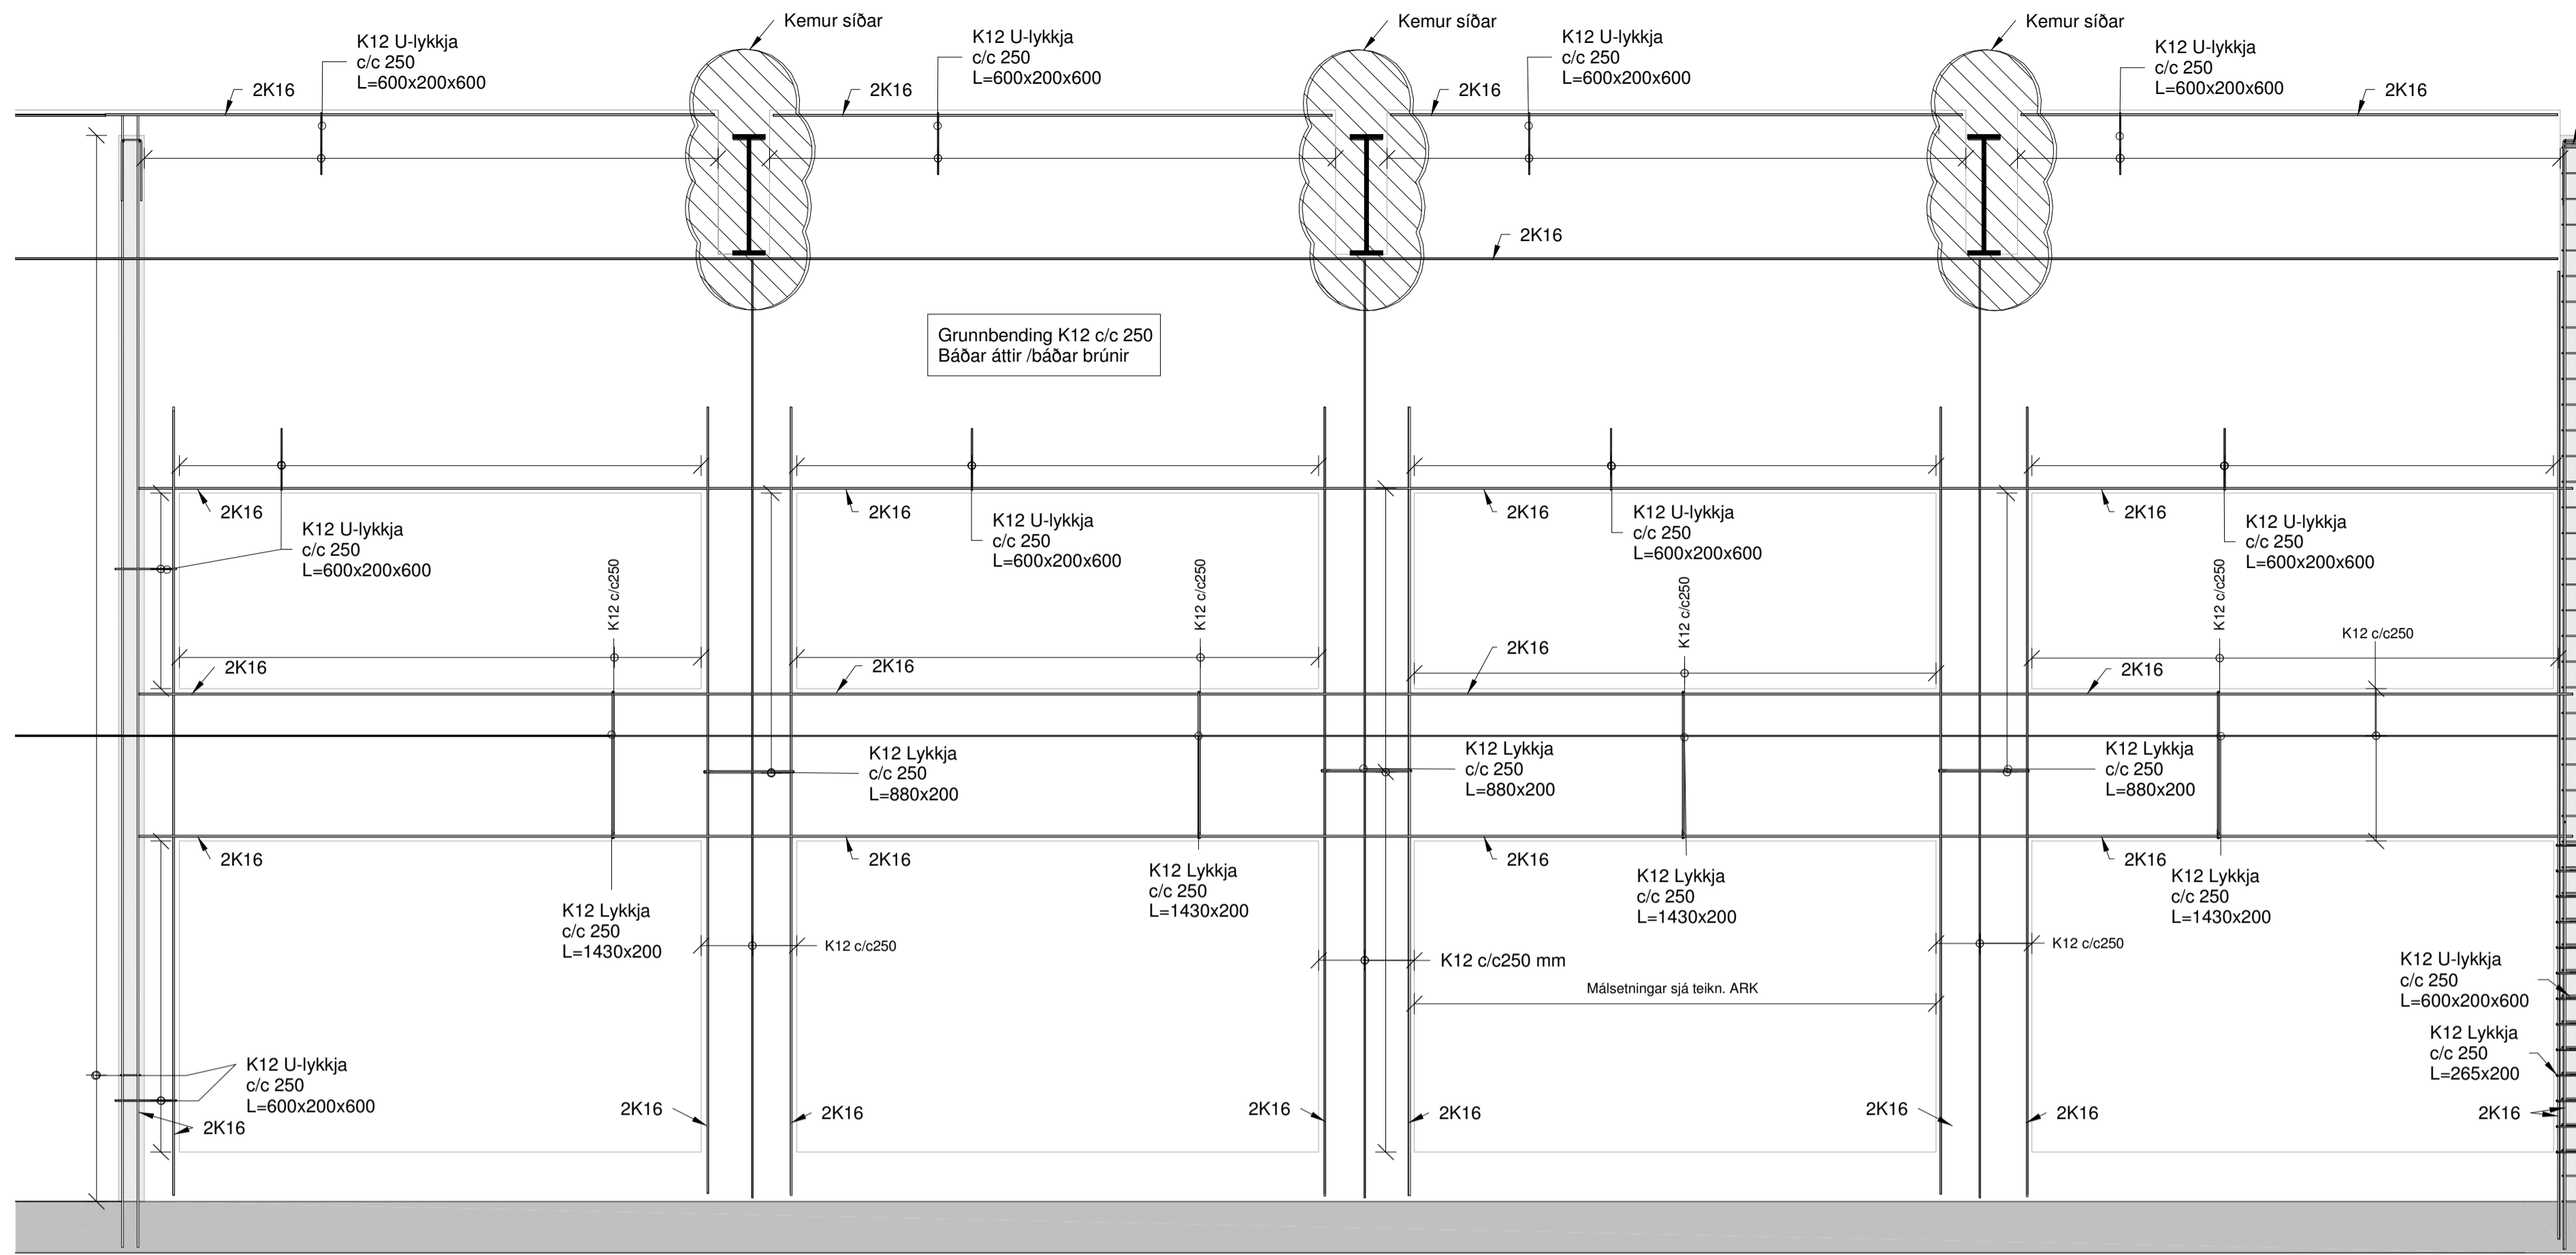 Kemur síðar
Kemur síðar
Kemur síðar
K12 U-lykkja
c/c 250
L=600x200x600
K12 U-lykkja
c/c 250
L=600x200x600
K12 U-lykkja
c/c 250
L=600x200x600
K12 U-lykkja
c/c 250
L=600x200x600
2K16
2K16
2K16
2K16
2K16
Grunnbending K12 c/c 250
Báðar áttir /báðar brúnir
2K16
2K16
2K16
2K16
K12 U-lykkja
c/c 250
L=600x200x600
K12 U-lykkja
c/c 250
L=600x200x600
K12 U-lykkja
c/c 250
L=600x200x600
K12 U-lykkja
c/c 250
L=600x200x600
K12 c/c250
K12 c/c250
K12 c/c250
K12 c/c250
K12 c/c250
2K16
2K16
2K16
2K16
K12 Lykkja
c/c 250
L=880x200
K12 Lykkja
c/c 250
L=880x200
K12 Lykkja
c/c 250
L=880x200
2K16
2K16
2K16
2K16
K12 Lykkja
c/c 250
L=1430x200
K12 Lykkja
c/c 250
L=1430x200
K12 Lykkja
c/c 250
L=1430x200
K12 Lykkja
c/c 250
L=1430x200
K12 c/c250
K12 c/c250 mm
K12 c/c250
Málsetningar sjá teikn. ARK
K12 U-lykkja
c/c 250
L=600x200x600
K12 Lykkja
c/c 250
L=265x200
K12 U-lykkja
c/c 250
L=600x200x600
2K16
2K16
2K16
2K16
2K16
2K16
2K16
2K16